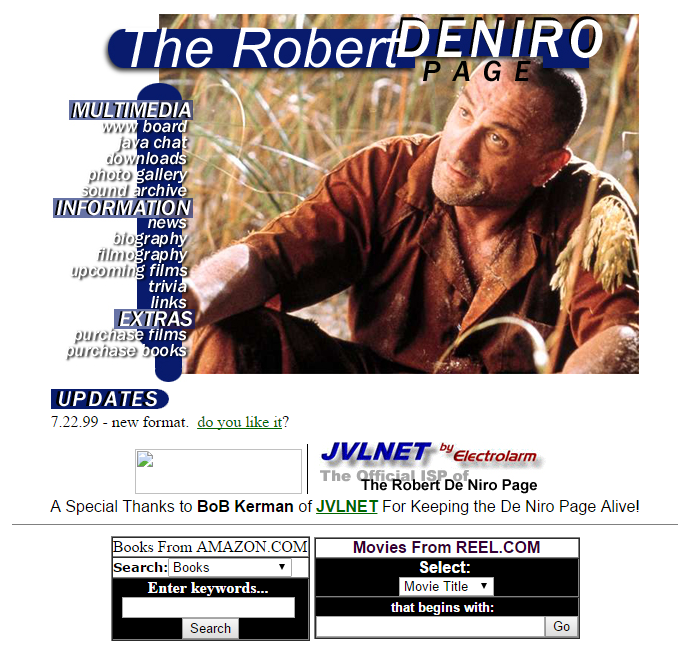 The Robert DENIRO
PAGE
MULTIMEDIA
www board
java chat
downloads
photo gallery
sound archive
INFORMATION
news
biography
filmography
upcoming films
trivia
links
EXTRAS
purchase films
purchase books
UPDATES
7.22.99 - new format. do you like it?
JVLNET by Electrolarm
The Official ISP of
The Robert De Niro Page
A Special Thanks to BoB Kerman of JVLNET For Keeping the De Niro Page Alive!
Books From AMAZON.COM
Search: Books
Enter keywords...
Search
Movies From REEL.COM
Select:
Movie Title
that begins with:
Go